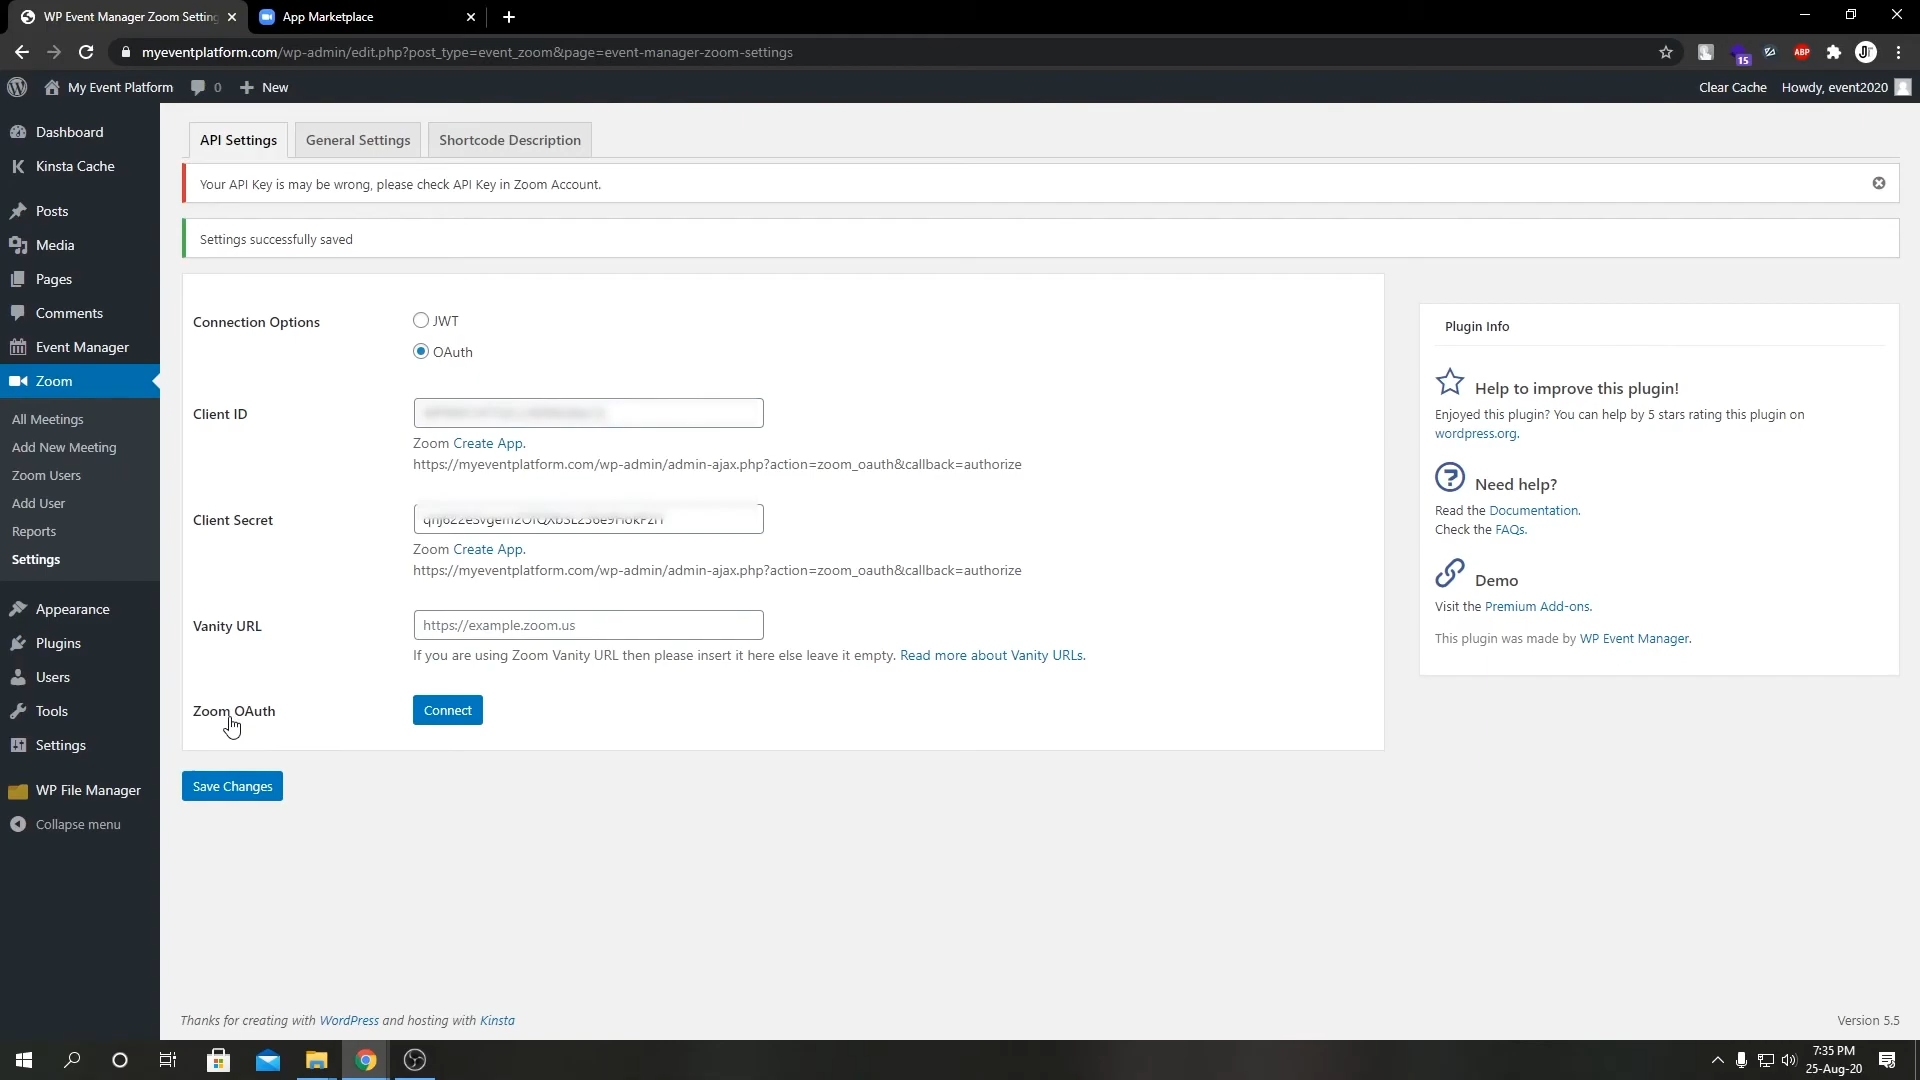 WP Event Manager Zoom Setting
App Marketplace
myeventplatform.com/wp-admin/edit.php?post_type=event_zoom&page=event-manager-zoom-settings
15
ABP
My Event Platform
0
New
Clear Cache
Howdy, event2020
Dashboard
Kinsta Cache
Posts
Media
Pages
Comments
Event Manager
Zoom
All Meetings
Add New Meeting
Zoom Users
Add User
Reports
Settings
Appearance
Plugins
Users
Tools
Settings
WP File Manager
Collapse menu
API Settings
General Settings
Shortcode Description
Your API Key is may be wrong, please check API Key in Zoom Account.
Settings successfully saved
Connection Options
JWT
OAuth
Client ID
Zoom Create App.
https://myeventplatform.com/wp-admin/admin-ajax.php?action=zoom_oauth&callback=authorize
Client Secret
Zoom Create App.
https://myeventplatform.com/wp-admin/admin-ajax.php?action=zoom_oauth&callback=authorize
Vanity URL
https://example.zoom.us
If you are using Zoom Vanity URL then please insert it here else leave it empty. Read more about Vanity URLs.
Zoom OAuth
Connect
Save Changes
Plugin Info
Help to improve this plugin!
Enjoyed this plugin? You can help by 5 stars rating this plugin on
wordpress.org.
Need help?
Read the Documentation.
Check the FAQs.
Demo
Visit the Premium Add-ons.
This plugin was made by WP Event Manager.
Thanks for creating with WordPress and hosting with Kinsta
Version 5.5
7:35 PM
25-Aug-20